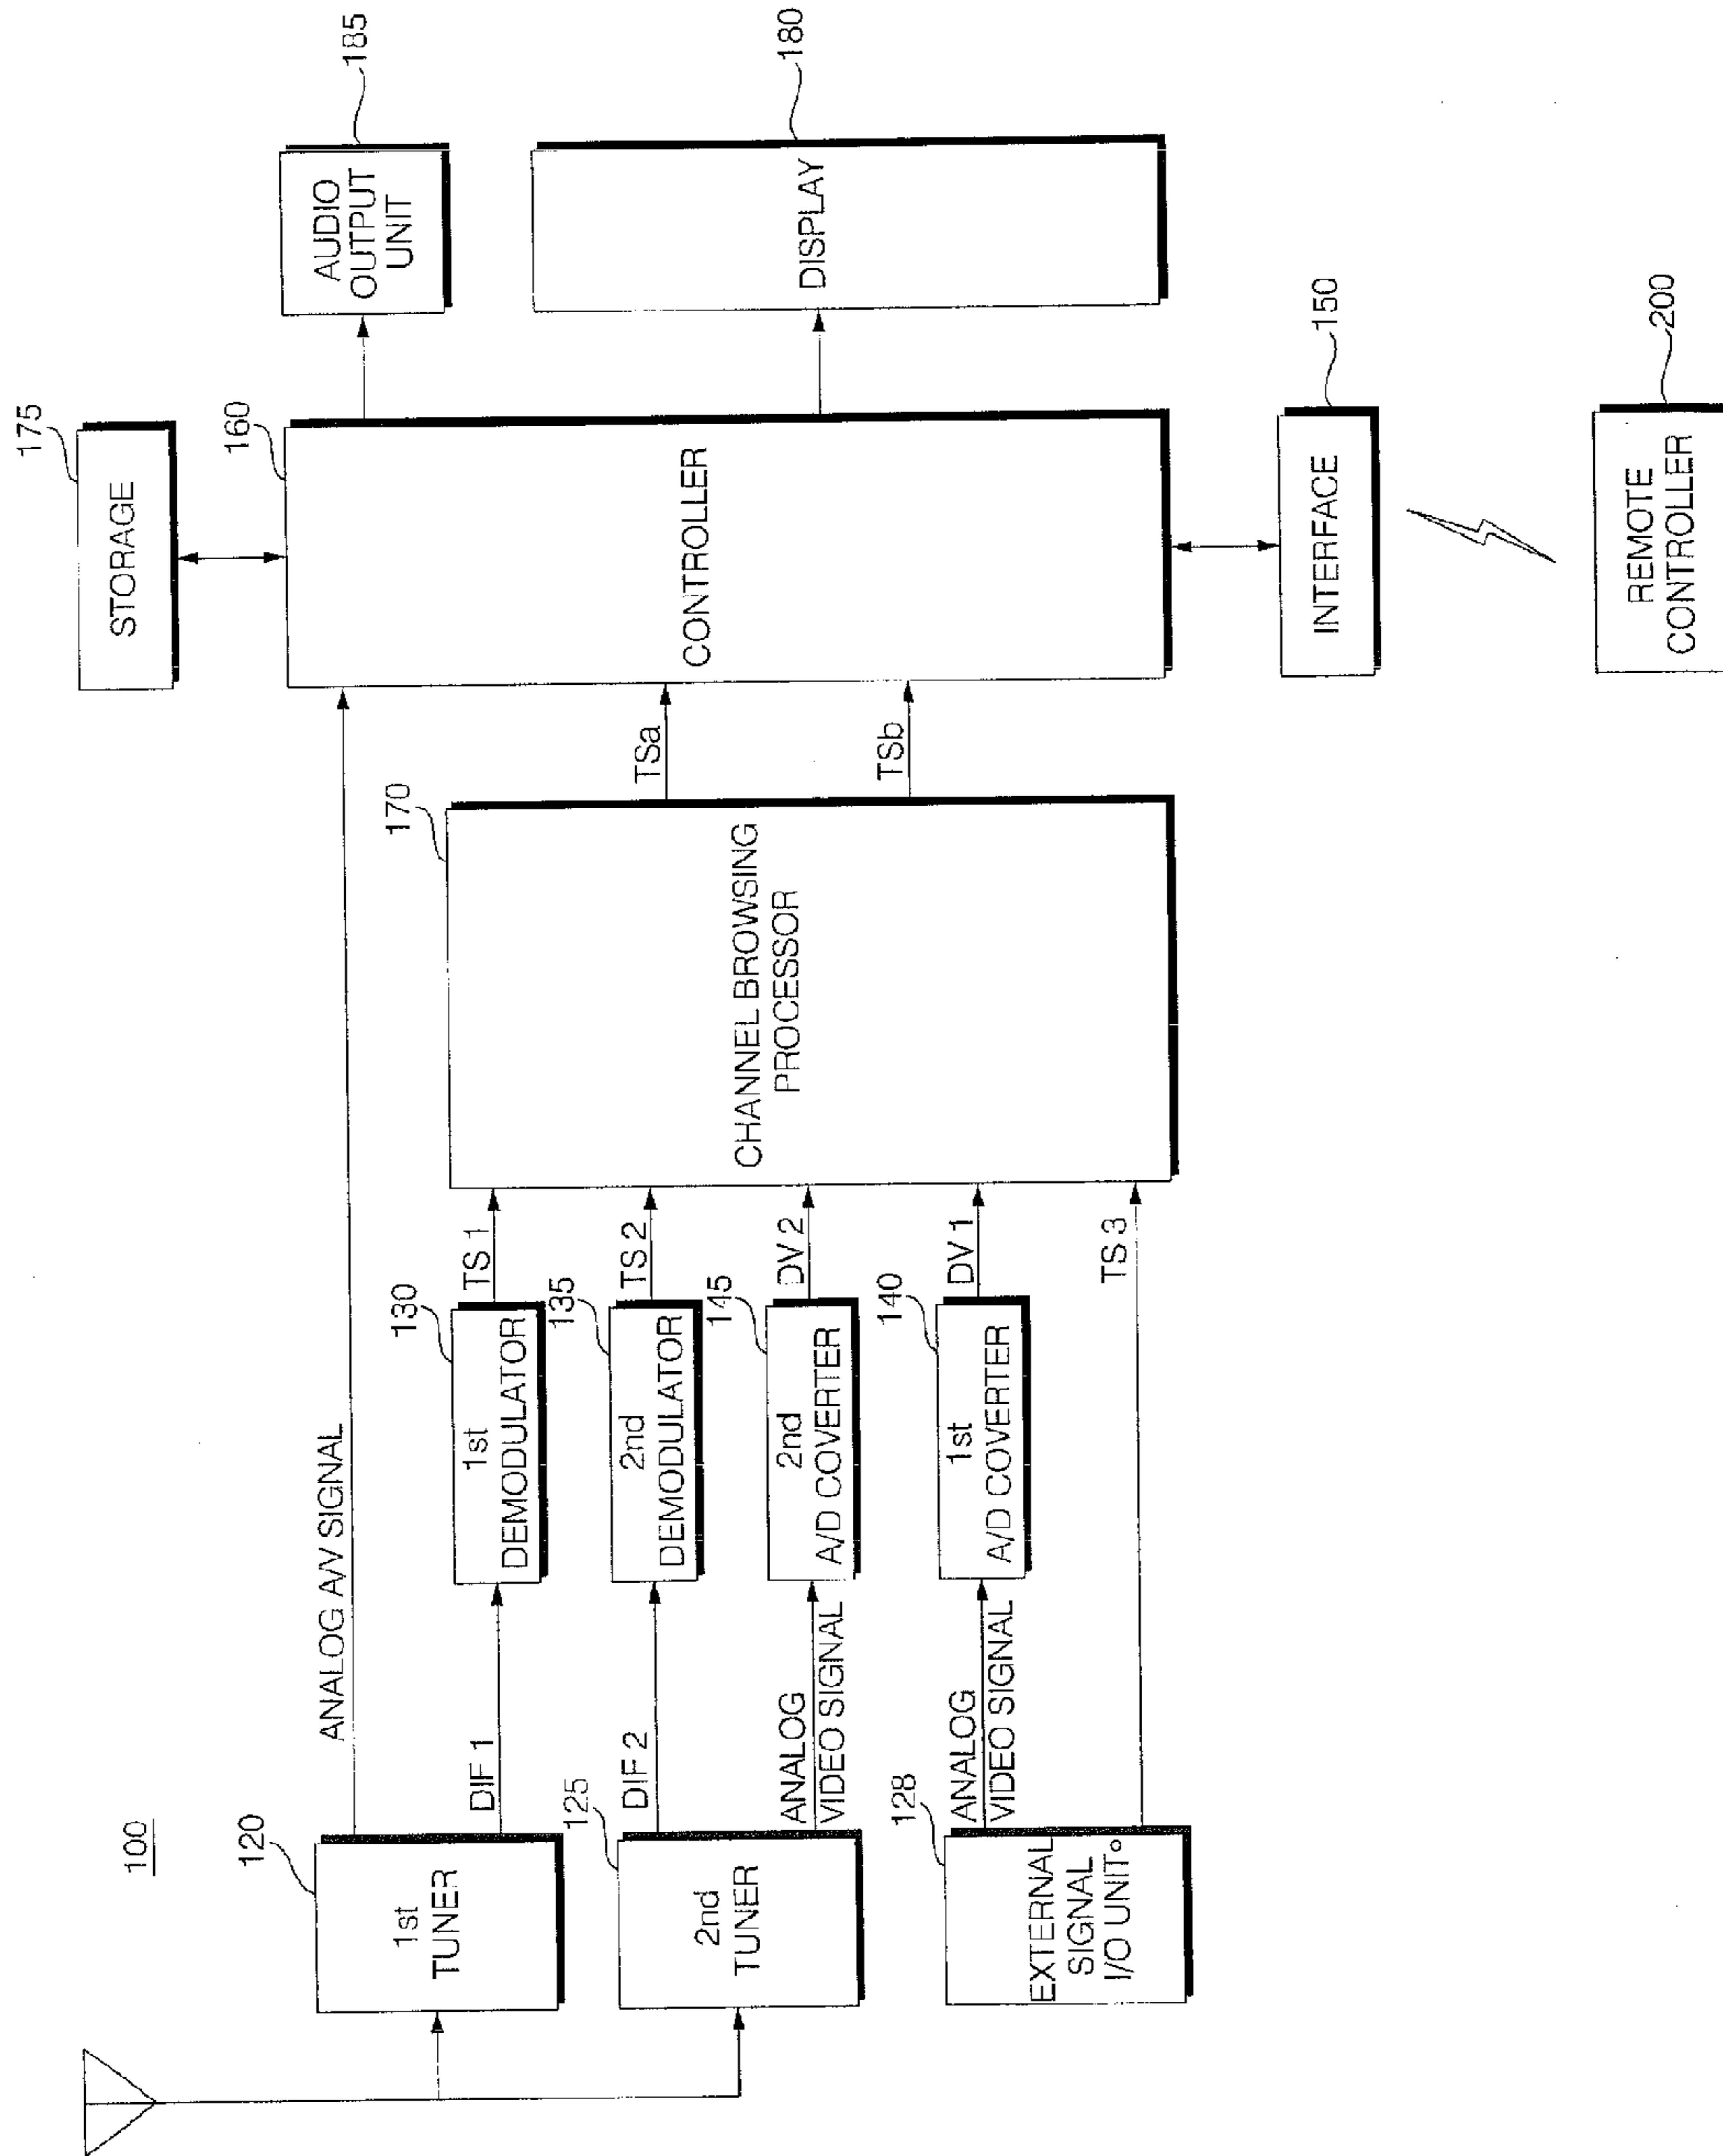 100
175
STORAGE
185
AUDIO
OUTPUT
UNIT
160
CONTROLLER
180
DISPLAY
120
1st
TUNER
ANALOG A/V SIGNAL
DIF 1
130
1st
DEMODULATOR
TS 1
170
CHANNEL BROWSING
PROCESSOR
TSa
TSb
125
2nd
TUNER
DIF 2
135
2nd
DEMODULATOR
TS 2
ANALOG
VIDEO SIGNAL
145
2nd
A/D COVERTER
DV 2
128
EXTERNAL
SIGNAL
I/O UNIT
ANALOG
VIDEO SIGNAL
140
1st
A/D COVERTER
DV 1
TS 3
150
INTERFACE
200
REMOTE
CONTROLLER